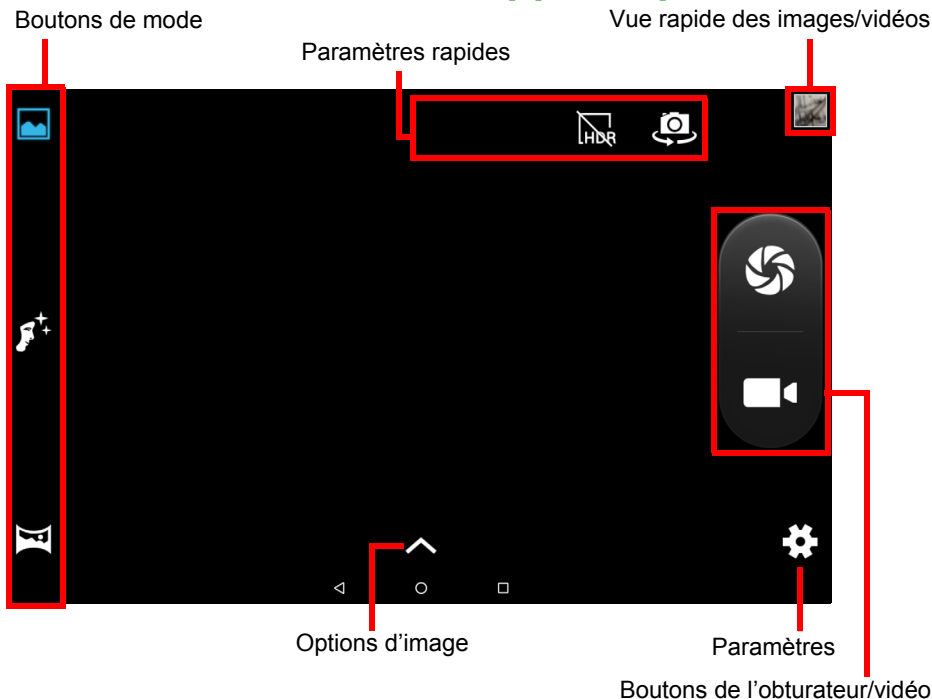 Boutons de mode
Vue rapide des images/vidéos
Paramètres rapides
HDR
Options d’image
Paramètres
Boutons de l’obturateur/vidéo